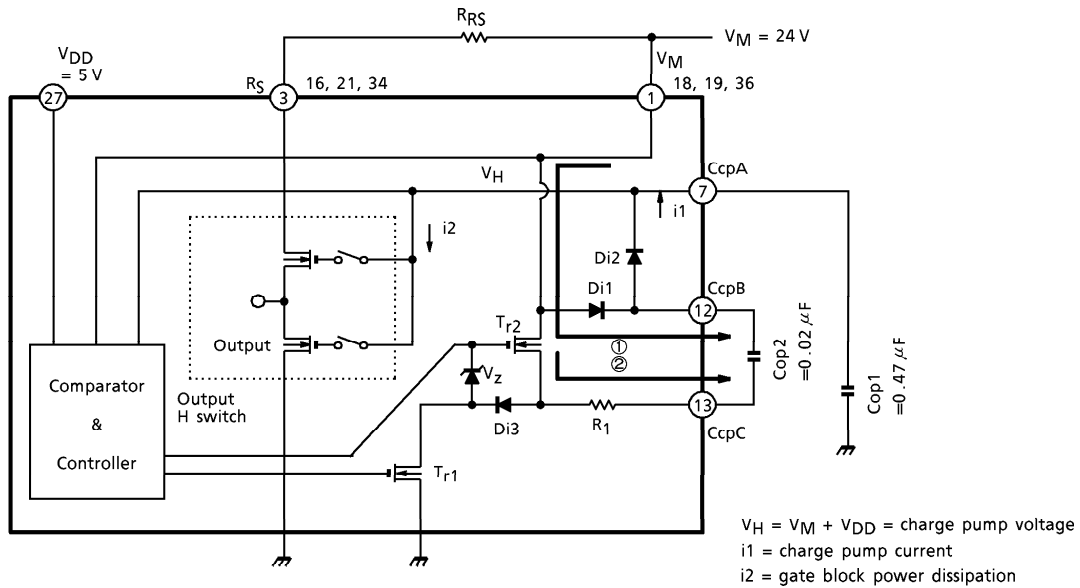 R_RS
V_M = 24 V
V_DD
= 5 V
V_M
27
R_S
3
16, 21, 34
1
18, 19, 36
CcpA
V_H
7
i1
i2
Di2
Di1
CcpB
12
T_r2
①
②
Output
V_Z
Cop2
=0.02 μF
Cop1
=0.47 μF
Comparator
&
Controller
Output
H switch
Di3
R_1
13
CcpC
T_r1
V_H = V_M + V_DD = charge pump voltage
i1 = charge pump current
i2 = gate block power dissipation